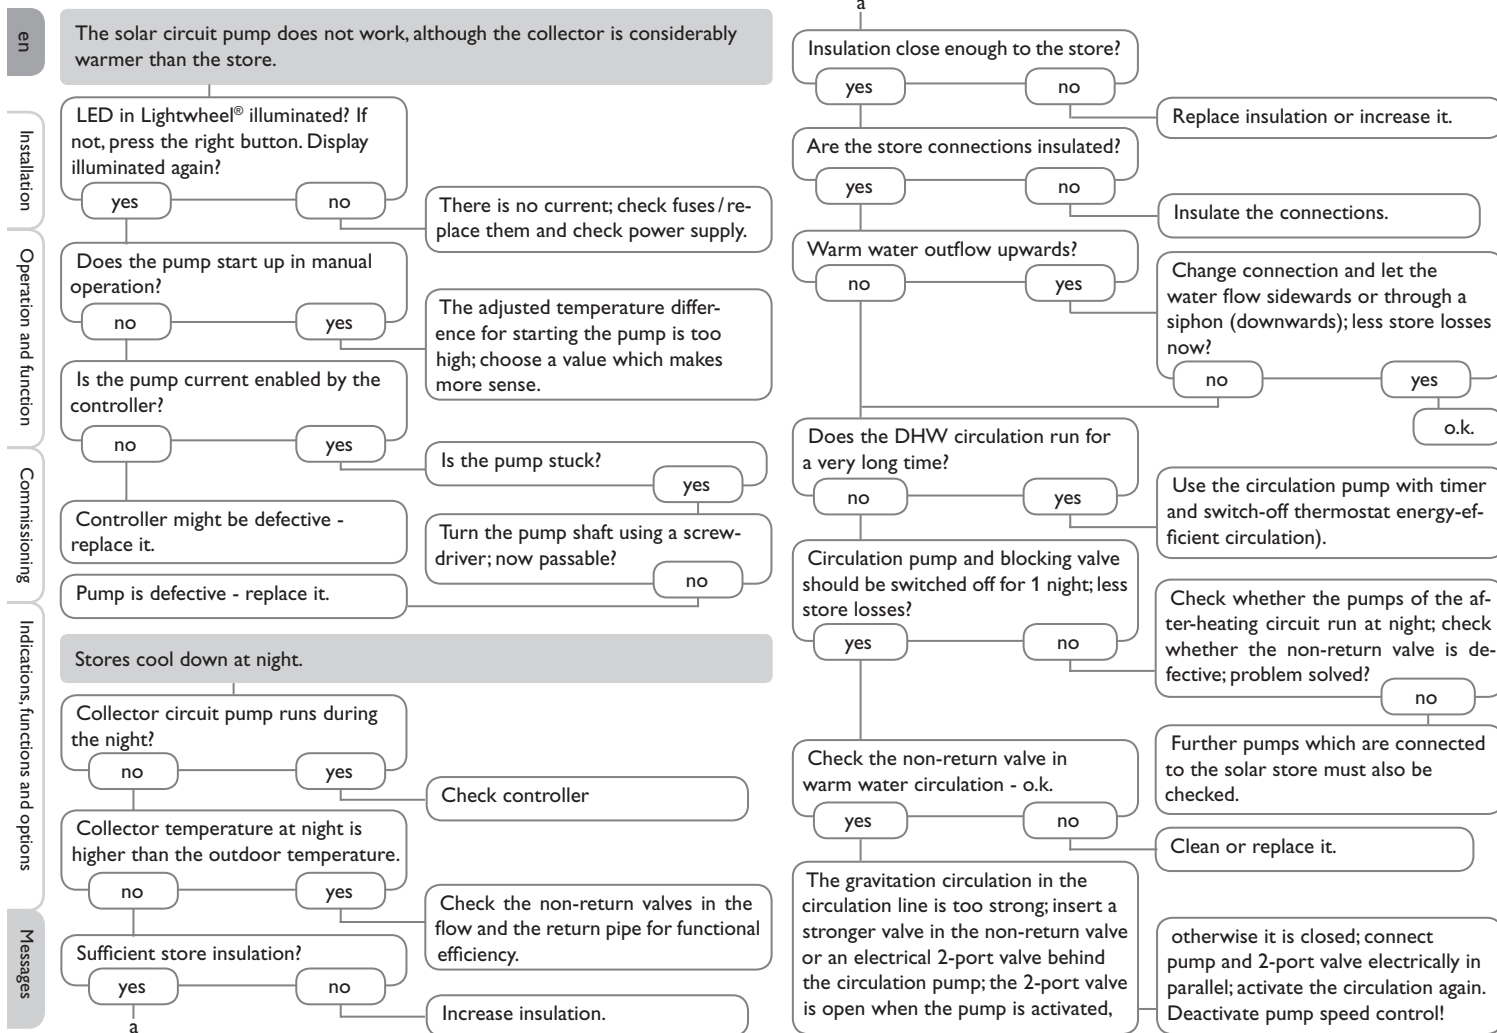 en
Installation
Operation and function
Commissioning
Indications, functions and options
Messages
The solar circuit pump does not work, although the collector is considerably
warmer than the store.
LED in Lightwheel® illuminated? If
not, press the right button. Display
illuminated again?
yes
no
There is no current; check fuses / re-
place them and check power supply.
Does the pump start up in manual
operation?
no
yes
The adjusted temperature differ-
ence for starting the pump is too
high; choose a value which makes
more sense.
Is the pump current enabled by the
controller?
no
yes
Is the pump stuck?
yes
Controller might be defective -
replace it.
Turn the pump shaft using a screw-
driver; now passable?
no
Pump is defective - replace it.
Stores cool down at night.
Collector circuit pump runs during
the night?
no
yes
Check controller
Collector temperature at night is
higher than the outdoor temperature.
no
yes
Check the non-return valves in the
flow and the return pipe for functional
efficiency.
Sufficient store insulation?
yes
no
Increase insulation.
a
a
Insulation close enough to the store?
yes
no
Replace insulation or increase it.
Are the store connections insulated?
yes
no
Insulate the connections.
Warm water outflow upwards?
no
yes
Change connection and let the
water flow sidewards or through a
siphon (downwards); less store losses
now?
no
yes
o.k.
Does the DHW circulation run for
a very long time?
no
yes
Use the circulation pump with timer
and switch-off thermostat energy-ef-
ficient circulation).
Circulation pump and blocking valve
should be switched off for 1 night; less
store losses?
yes
no
Check whether the pumps of the af-
ter-heating circuit run at night; check
whether the non-return valve is de-
fective; problem solved?
no
Further pumps which are connected
to the solar store must also be
checked.
Check the non-return valve in
warm water circulation - o.k.
yes
no
Clean or replace it.
The gravitation circulation in the
circulation line is too strong; insert a
stronger valve in the non-return valve
or an electrical 2-port valve behind
the circulation pump; the 2-port valve
is open when the pump is activated,
otherwise it is closed; connect
pump and 2-port valve electrically in
parallel; activate the circulation again.
Deactivate pump speed control!